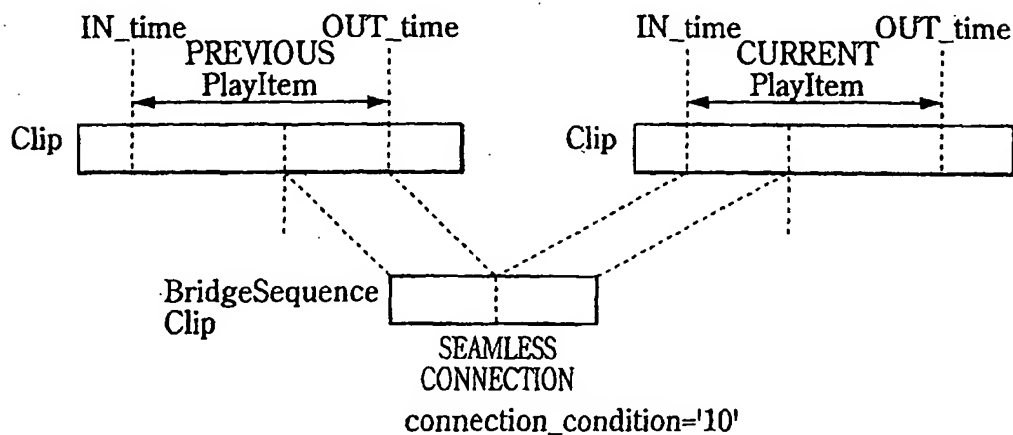 IN_time OUT_time IN_time OUT_time
PREVIOUS CURRENT
PlayItem PlayItem
Clip Clip
BridgeSequence
Clip
SEAMLESS
CONNECTION
connection_condition='10'